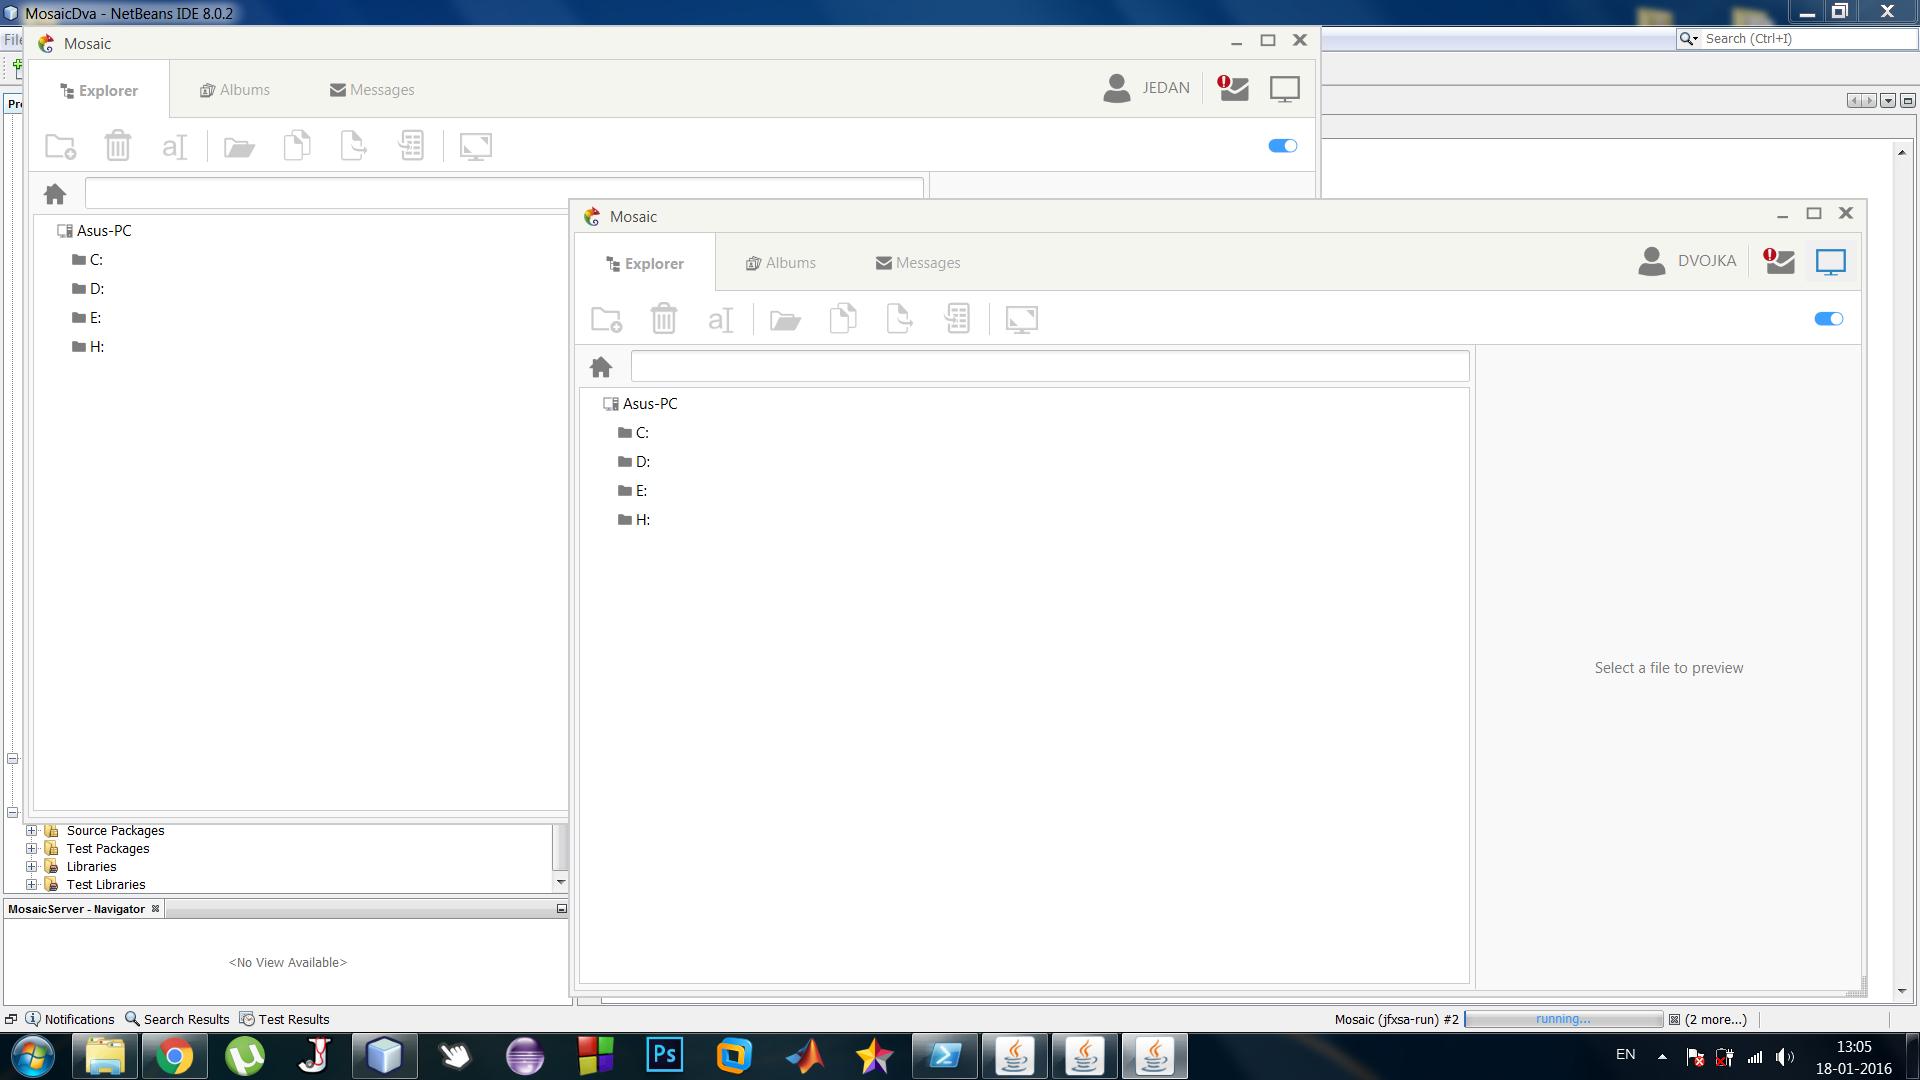 MosaicDva - NetBeans IDE 8.0.2
File
Search (Ctrl+I)
Mosaic
Explorer
Albums
Messages
JEDAN
aI
Asus-PC
C:
D:
E:
H:
Mosaic
Explorer
Albums
Messages
DVOJKA
aI
Asus-PC
C:
D:
E:
H:
Select a file to preview
Source Packages
Test Packages
Libraries
Test Libraries
MosaicServer - Navigator
<No View Available>
Notifications
Search Results
Test Results
Mosaic (jfxsa-run) #2
running...
(2 more...)
Ps
EN
13:05
18-01-2016